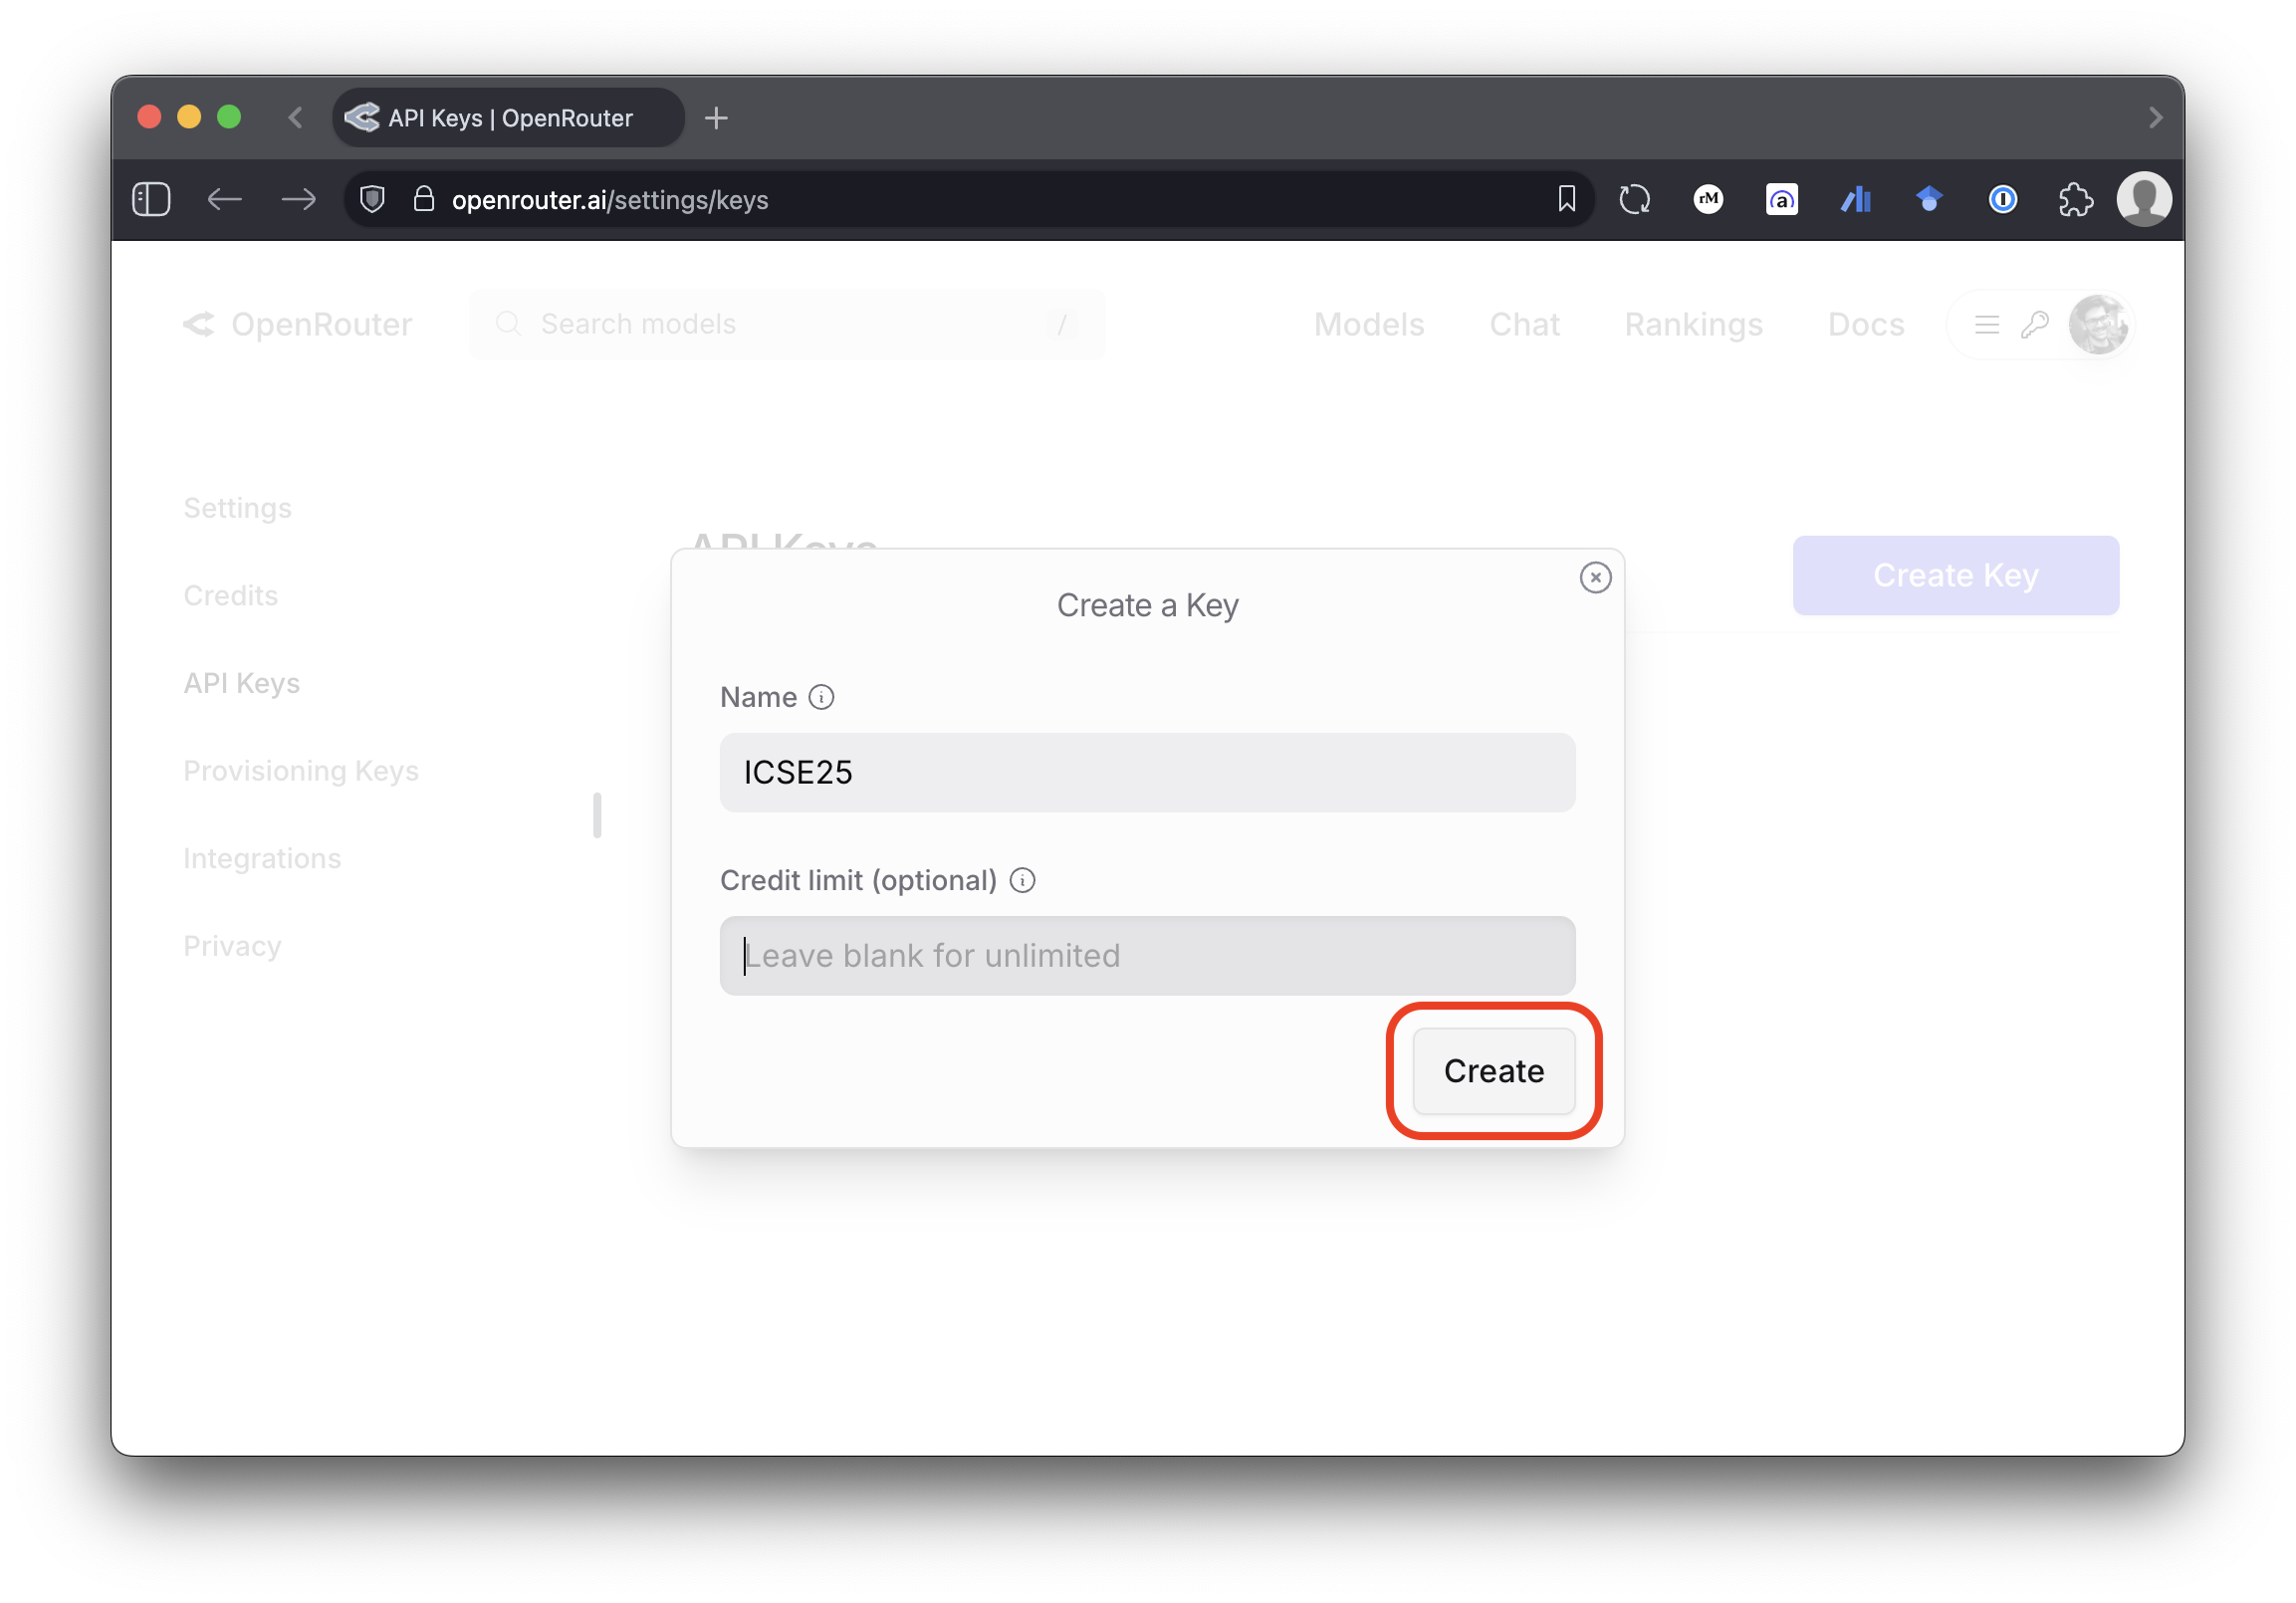 API Keys | OpenRouter
openrouter.ai/settings/keys
rM
a
OpenRouter
Search models
/
Models
Chat
Rankings
Docs
Settings
Credits
API Keys
Provisioning Keys
Integrations
Privacy
API Keys
Create Key
Create a Key
Name
ICSE25
Credit limit (optional)
Leave blank for unlimited
Create